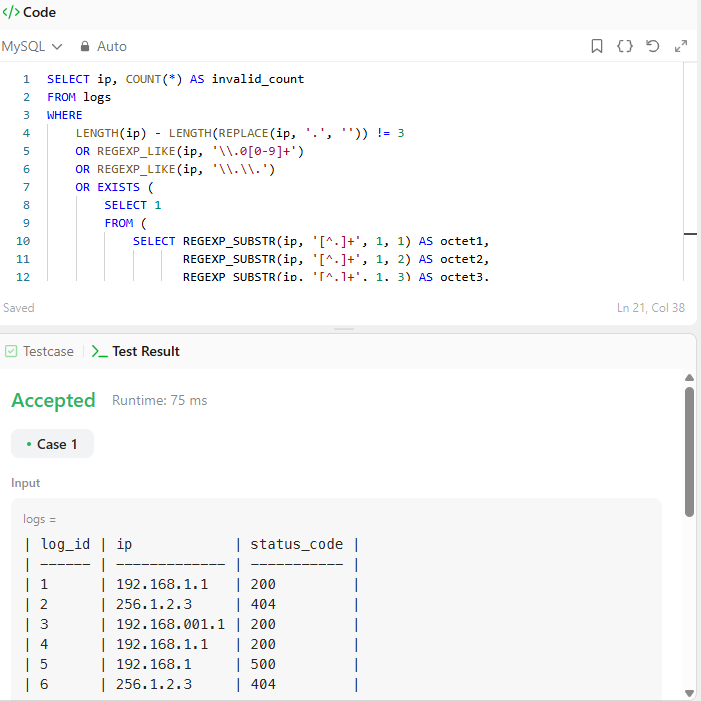 </> Code
MySQL Auto
1 SELECT ip, COUNT(*) AS invalid_count
2 FROM logs
3 WHERE
4 LENGTH(ip) - LENGTH(REPLACE(ip, '.', '')) != 3
5 OR REGEXP_LIKE(ip, '\\.0[0-9]+')
6 OR REGEXP_LIKE(ip, '\\.\\.')
7 OR EXISTS (
8 SELECT 1
9 FROM (
10 SELECT REGEXP_SUBSTR(ip, '[^.]+', 1, 1) AS octet1,
11 REGEXP_SUBSTR(ip, '[^.]+', 1, 2) AS octet2,
12 REGEXP_SUBSTR(ip, '[^.]+', 1, 3) AS octet3,
Saved Ln 21, Col 38
Testcase Test Result
Accepted Runtime: 75 ms
• Case 1
Input
logs =
| log_id | ip | status_code |
| ------ | ------------- | ----------- |
| 1 | 192.168.1.1 | 200 |
| 2 | 256.1.2.3 | 404 |
| 3 | 192.168.001.1 | 200 |
| 4 | 192.168.1.1 | 200 |
| 5 | 192.168.1 | 500 |
| 6 | 256.1.2.3 | 404 |